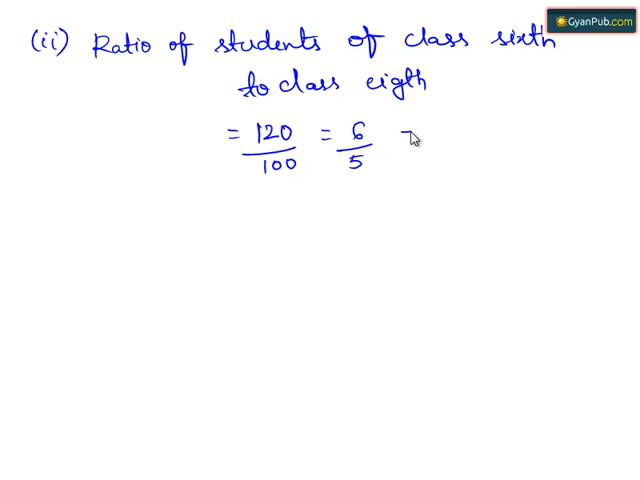 GyanPub.com
(ii) Ratio of students of class sixth
to class eigth
= 120/100 = 6/5